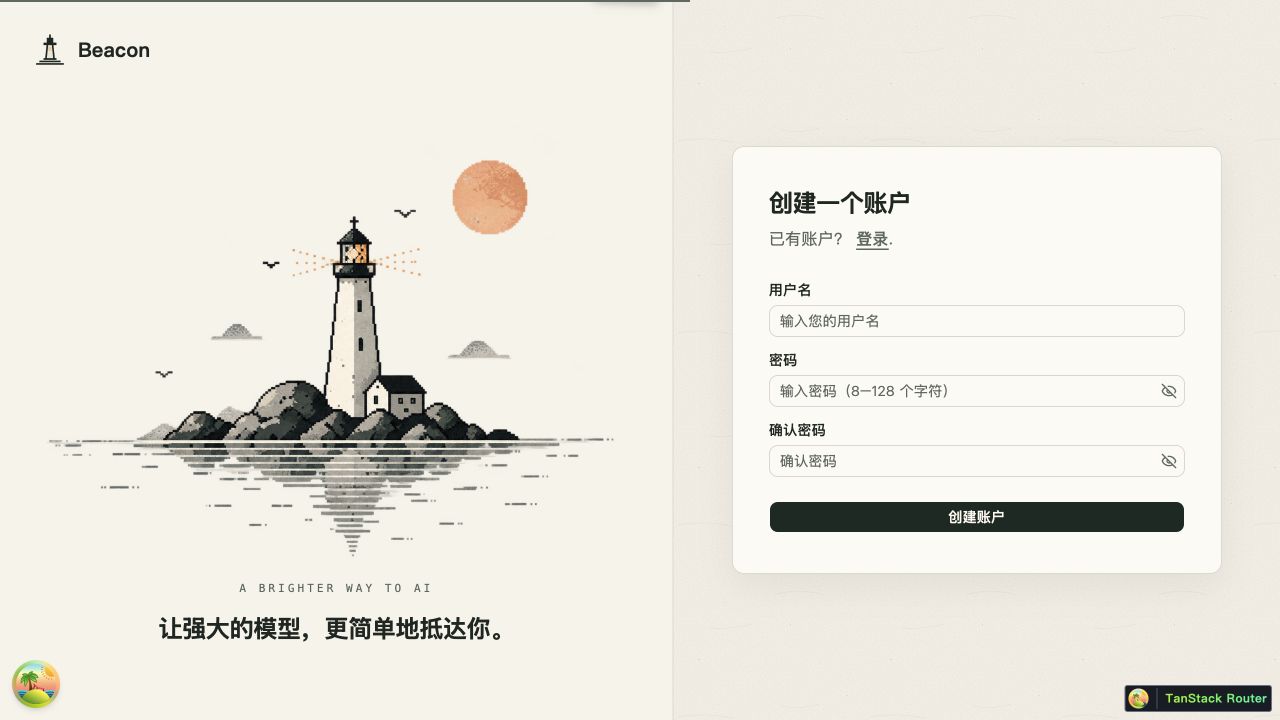 Beacon
A BRIGHTER WAY TO AI
让强大的模型，更简单地抵达你。
创建一个账户
已有账户？ 登录.
用户名
输入您的用户名
密码
输入密码（8–128 个字符）
确认密码
确认密码
创建账户
TanStack Router